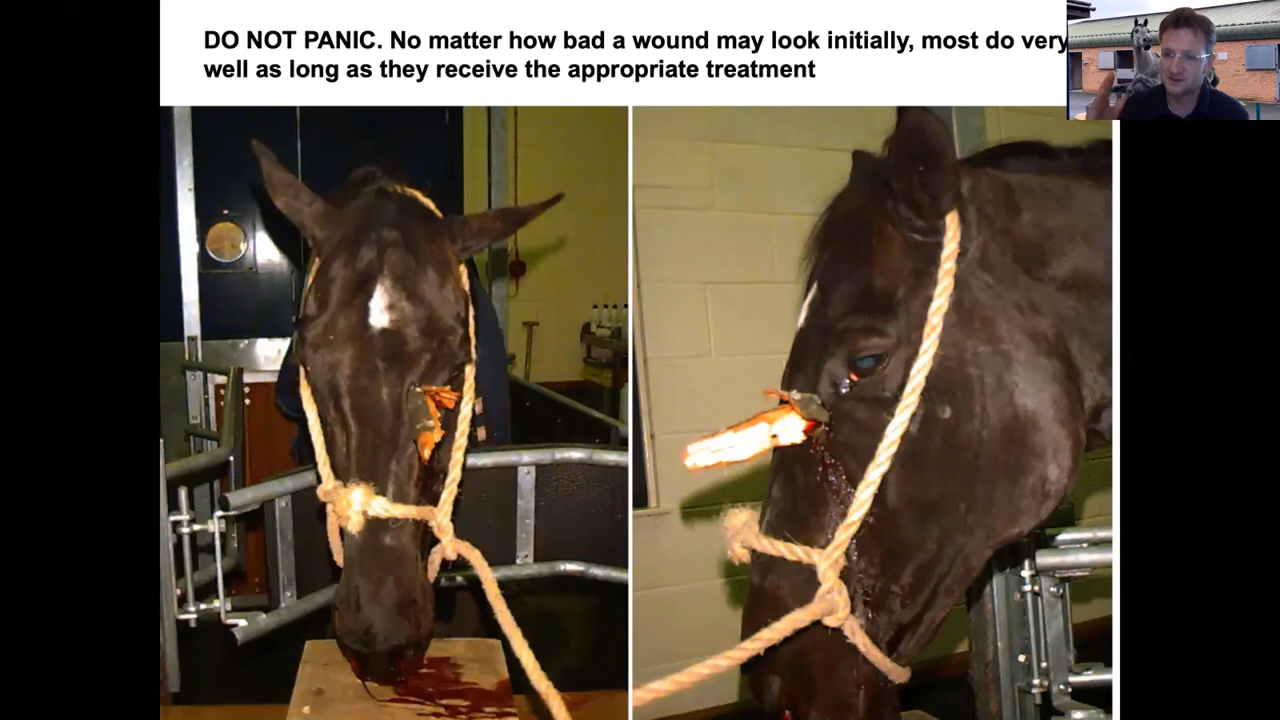 DO NOT PANIC. No matter how bad a wound may look initially, most do very
well as long as they receive the appropriate treatment